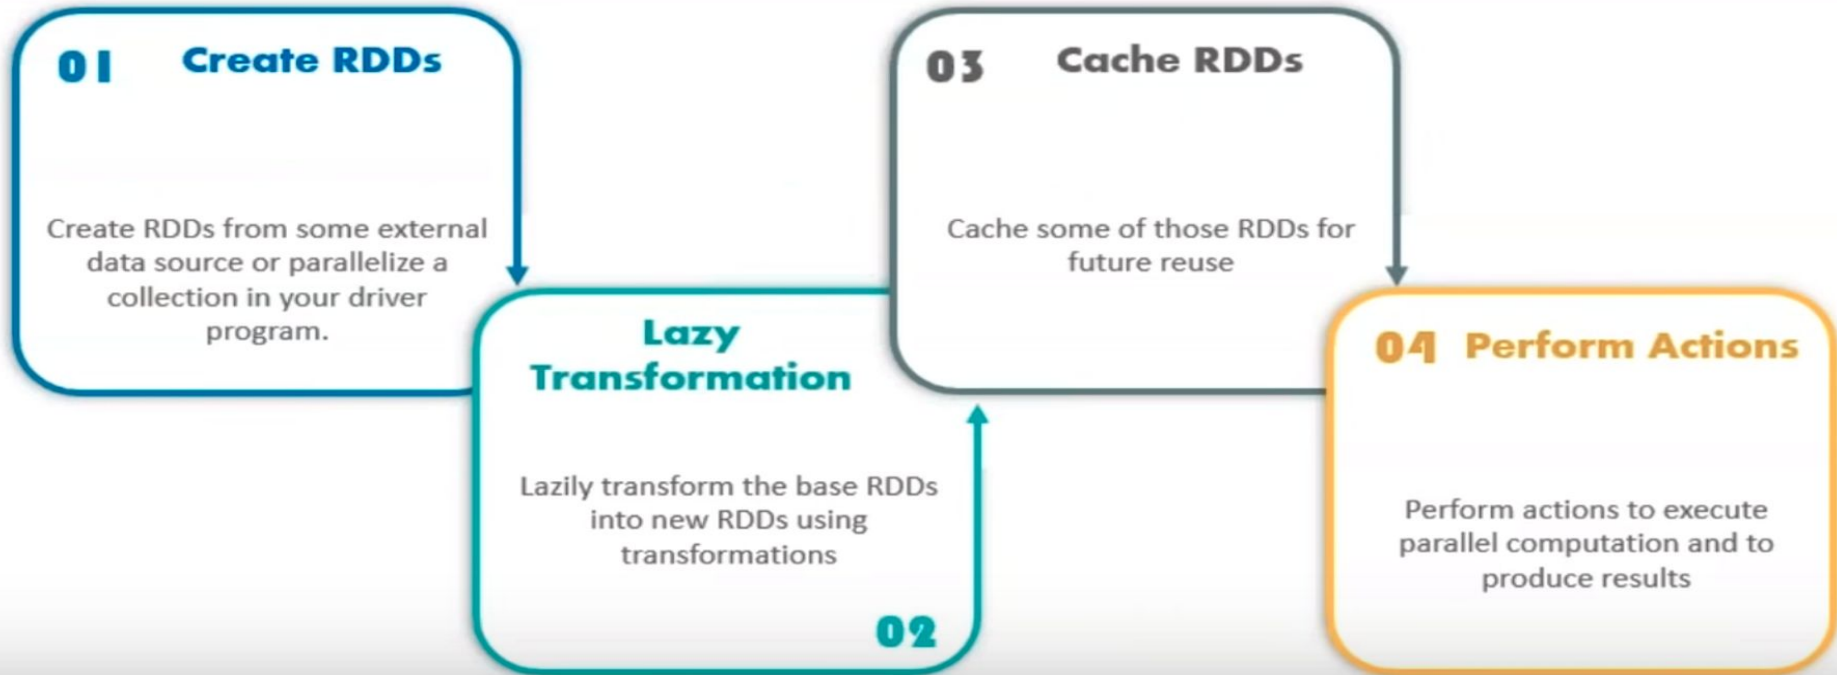 01 Create RDDs
Create RDDs from some external
data source or parallelize a
collection in your driver
program.
Lazy
Transformation
Lazily transform the base RDDs
into new RDDs using
transformations
02
03 Cache RDDs
Cache some of those RDDs for
future reuse
04 Perform Actions
Perform actions to execute
parallel computation and to
produce results